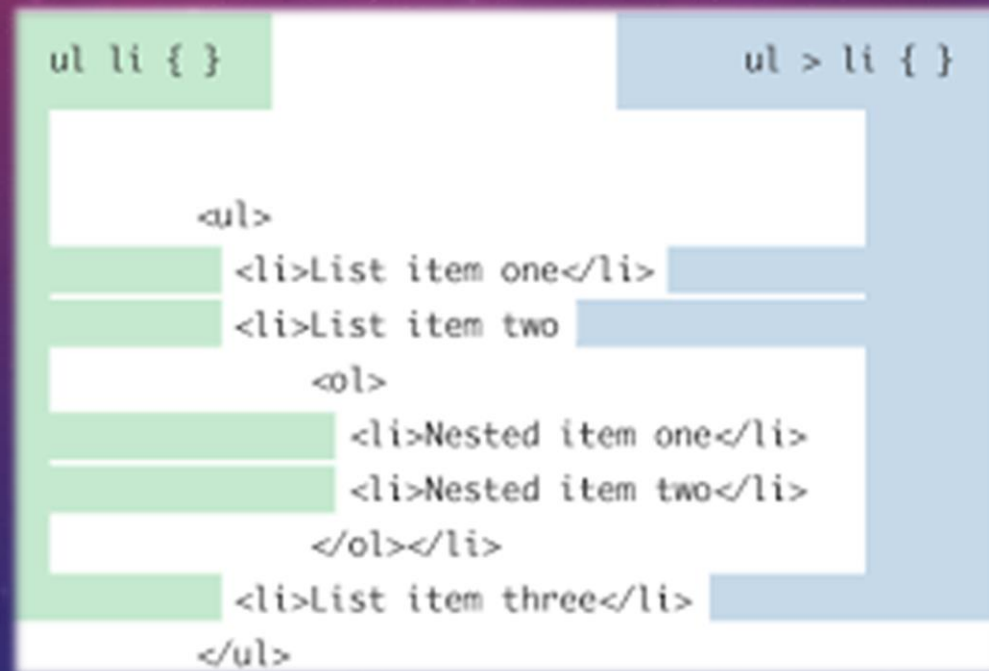 ul li { }
ul > li { }
<ul>
<li>List item one</li>
<li>List item two
<ol>
<li>Nested item one</li>
<li>Nested item two</li>
</ol></li>
<li>List item three</li>
</ul>